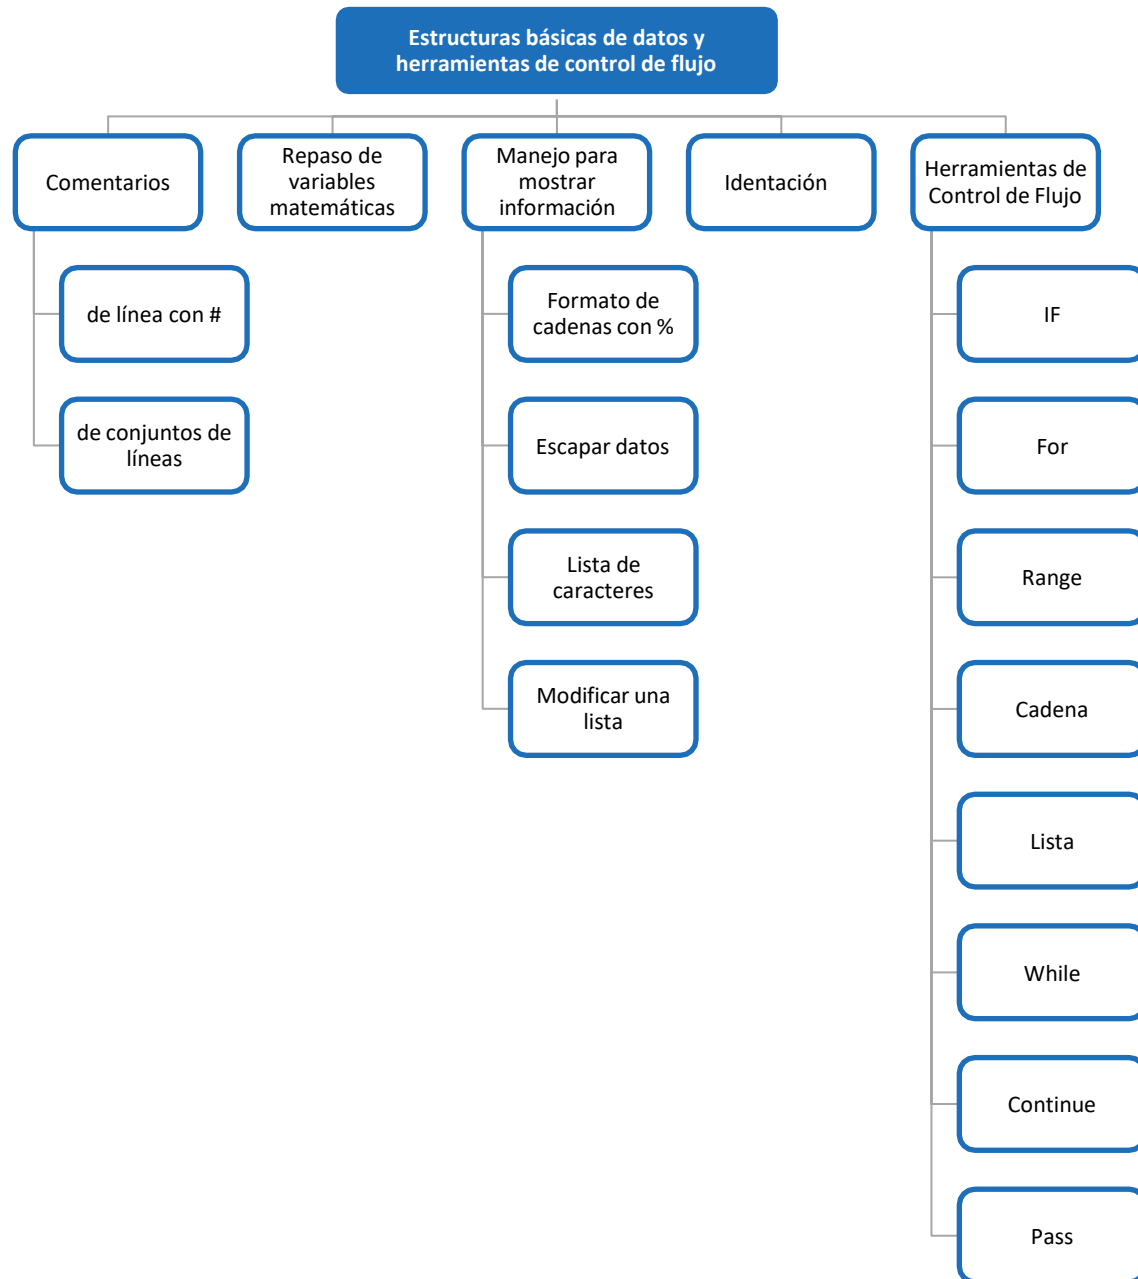 Estructuras básicas de datos y
herramientas de control de flujo
Comentarios
de línea con #
de conjuntos de
líneas
Repaso de
variables
matemáticas
Manejo para
mostrar
información
Formato de
cadenas con %
Escapar datos
Lista de
caracteres
Modificar una
lista
Identación
Herramientas de
Control de Flujo
IF
For
Range
Cadena
Lista
While
Continue
Pass